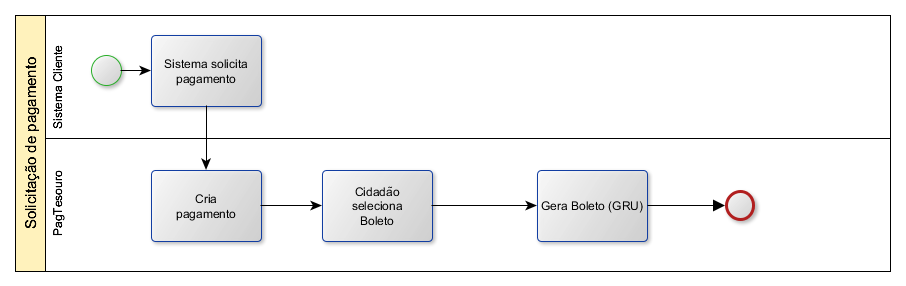 Solicitação de pagamento
Sistema Cliente
Sistema solicita
pagamento
PagTesouro
Cria
pagamento
Cidadão
seleciona
Boleto
Gera Boleto (GRU)